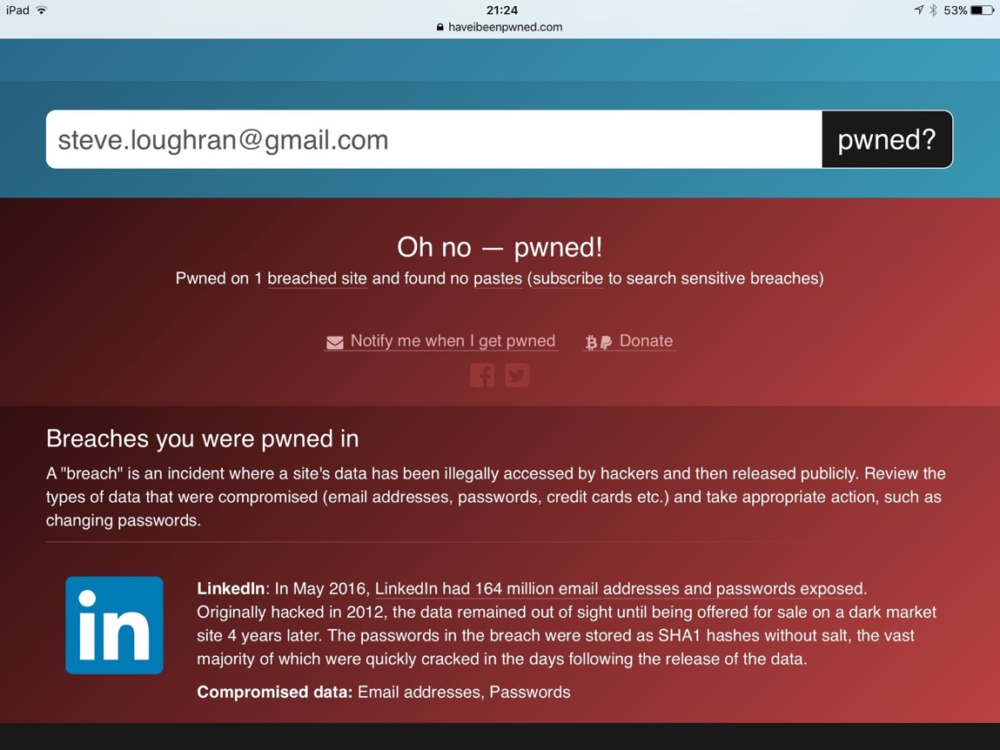 iPad 21:24 53%
haveibeenpwned.com
steve.loughran@gmail.com pwned?
Oh no — pwned!
Pwned on 1 breached site and found no pastes (subscribe to search sensitive breaches)
Notify me when I get pwned Donate
Breaches you were pwned in
A "breach" is an incident where a site's data has been illegally accessed by hackers and then released publicly. Review the
types of data that were compromised (email addresses, passwords, credit cards etc.) and take appropriate action, such as
changing passwords.
in
LinkedIn: In May 2016, LinkedIn had 164 million email addresses and passwords exposed.
Originally hacked in 2012, the data remained out of sight until being offered for sale on a dark market
site 4 years later. The passwords in the breach were stored as SHA1 hashes without salt, the vast
majority of which were quickly cracked in the days following the release of the data.
Compromised data: Email addresses, Passwords